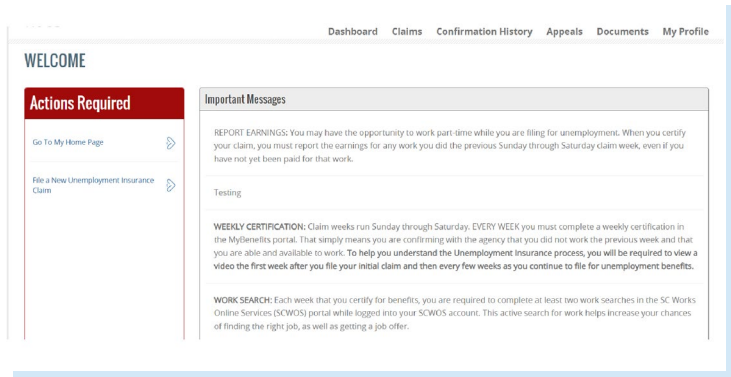 Dashboard Claims Confirmation History Appeals Documents My Profile
WELCOME
Actions Required
Go To My Home Page
File a New Unemployment Insurance
Claim
Important Messages
REPORT EARNINGS: You may have the opportunity to work part-time while you are filing for unemployment. When you certify
your claim, you must report the earnings for any work you did the previous Sunday through Saturday claim week, even if you
have not yet been paid for that work.
Testing
WEEKLY CERTIFICATION: Claim weeks run Sunday through Saturday. EVERY WEEK you must complete a weekly certification in
the MyBenefits portal. That simply means you are confirming with the agency that you did not work the previous week and that
you are able and available to work. To help you understand the Unemployment Insurance process, you will be required to view a
video the first week after you file your initial claim and then every few weeks as you continue to file for unemployment benefits.
WORK SEARCH: Each week that you certify for benefits, you are required to complete at least two work searches in the SC Works
Online Services (SCWOS) portal while logged into your SCWOS account. This active search for work helps increase your chances
of finding the right job, as well as getting a job offer.